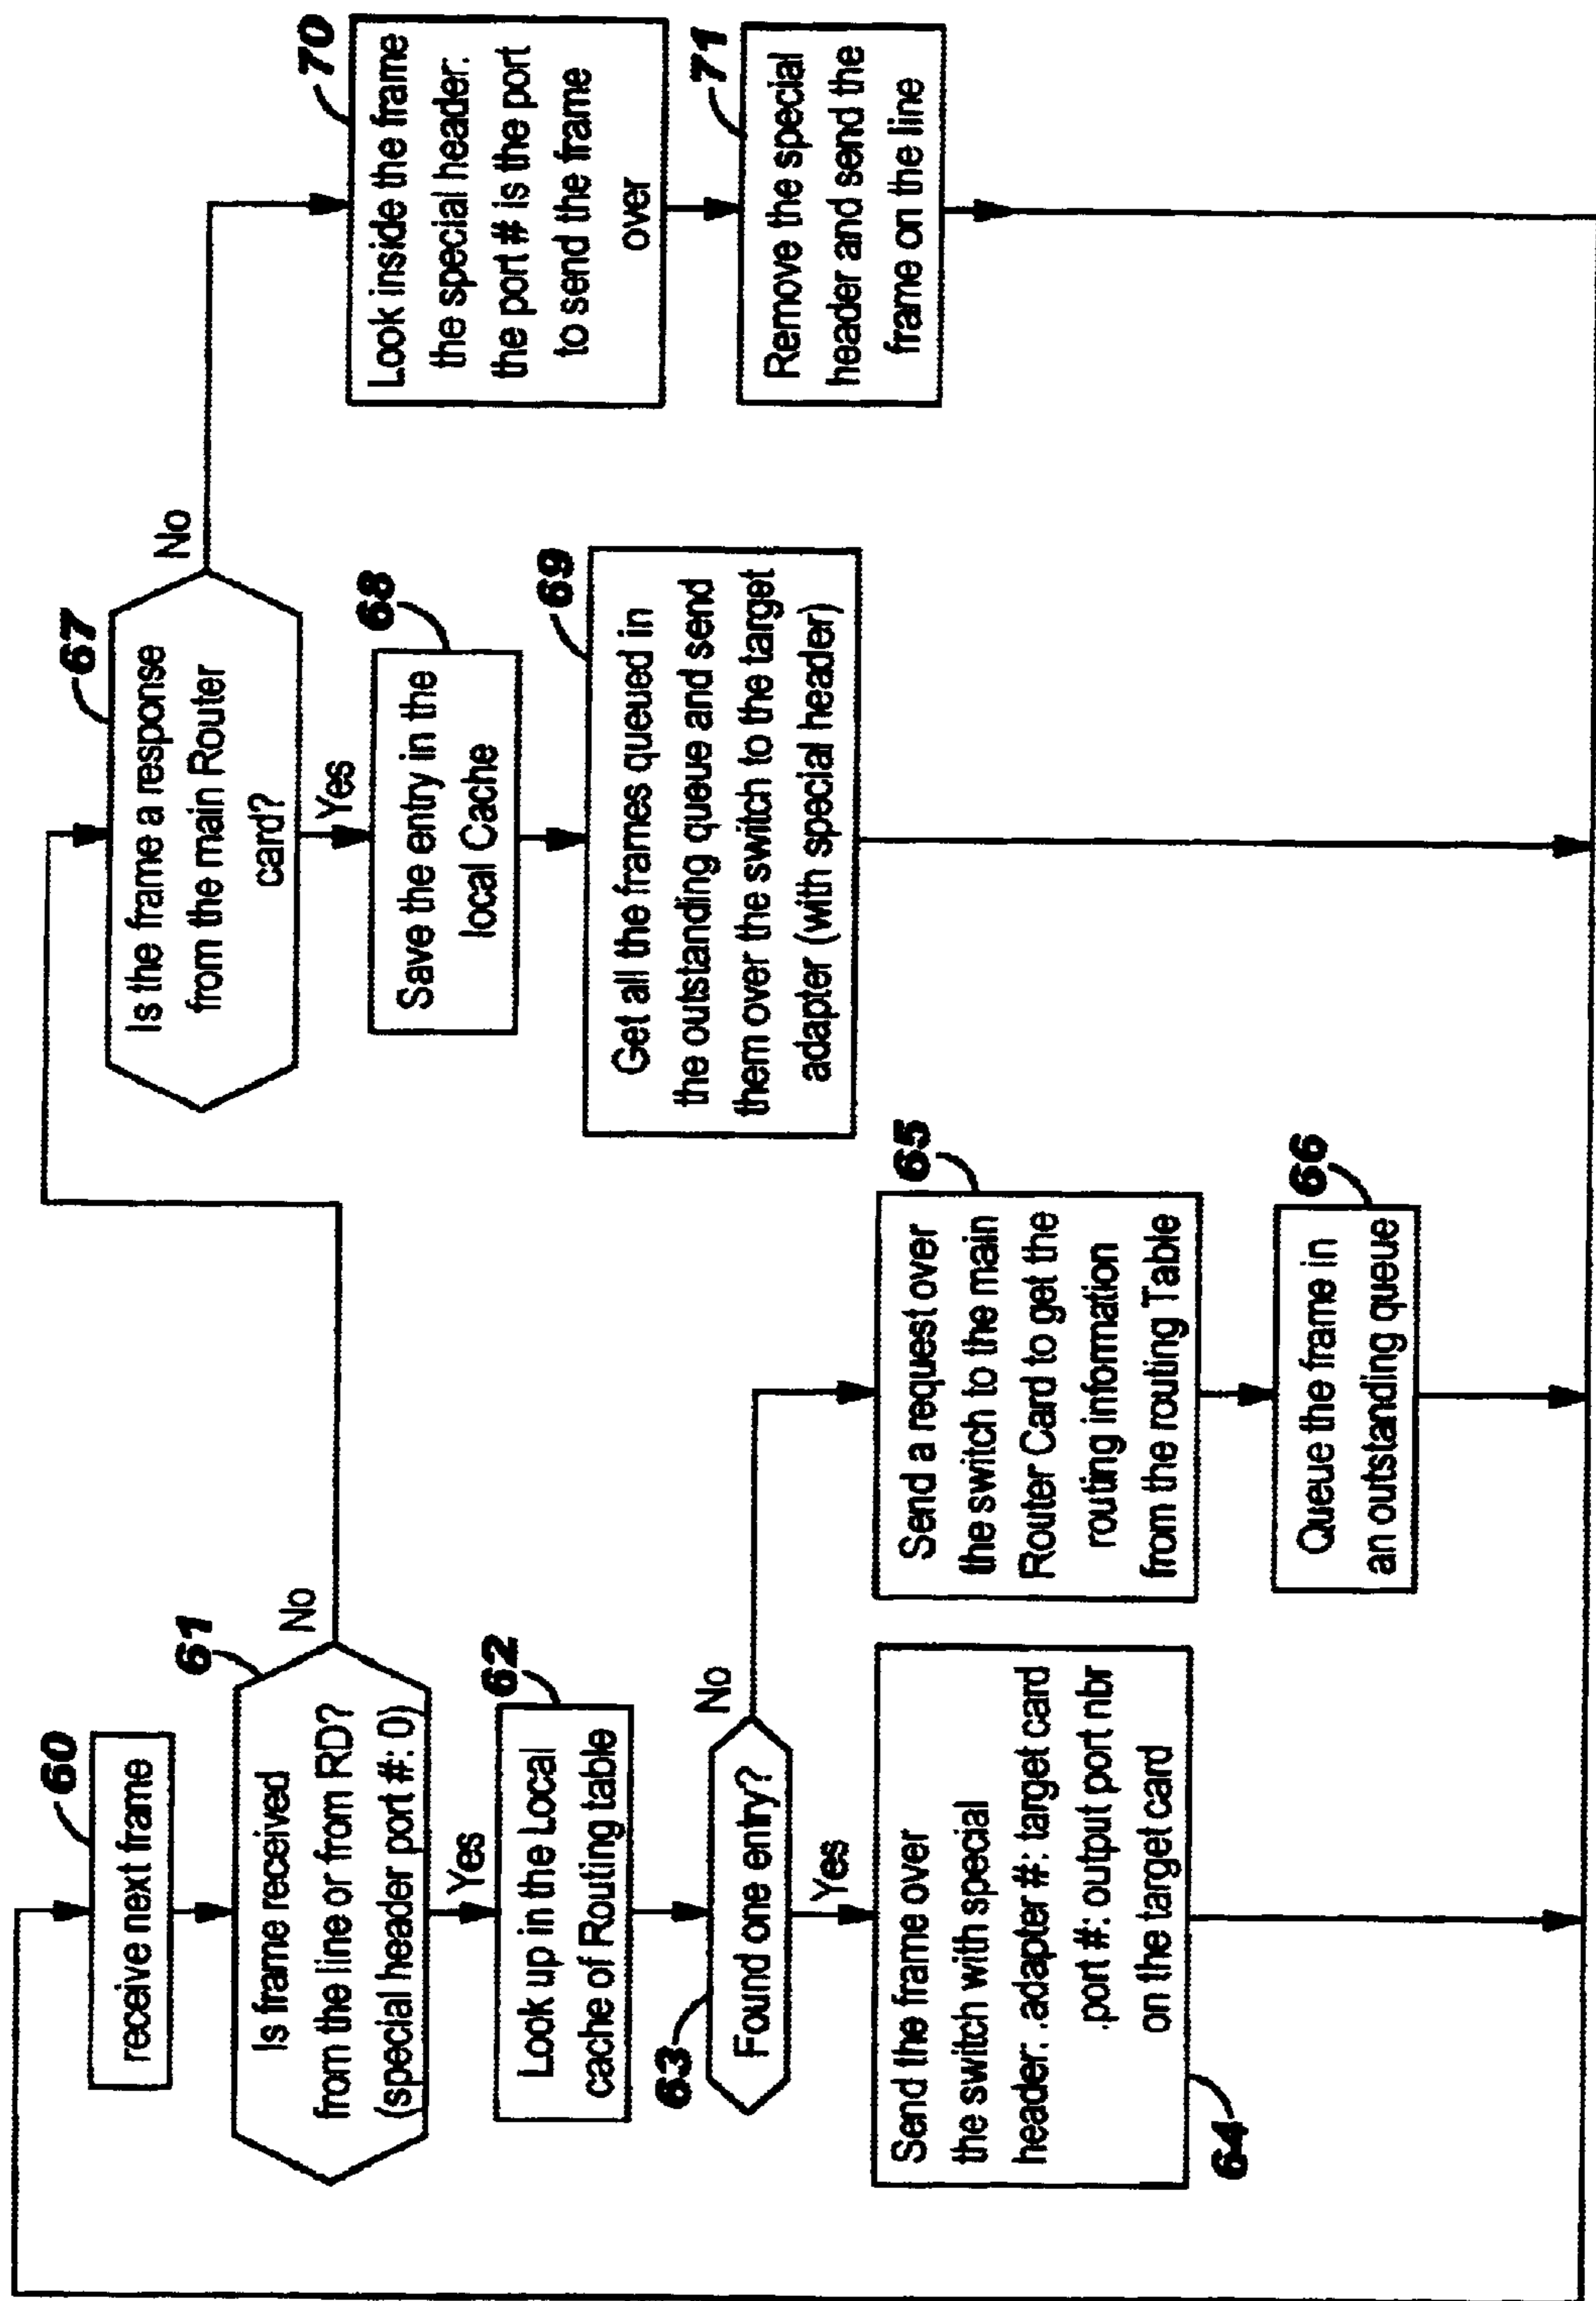 60
receive next frame
61
Is frame received
from the line or from RD?
(special header port #: 0)
No
Yes
62
Look up in the Local
cache of Routing table
63
Found one entry?
No
Yes
Send the frame over
the switch with special
header: .adapter #: target card
.port #: output port nbr
on the target card
64
65
Send a request over
the switch to the main
Router Card to get the
routing information
from the routing Table
66
Queue the frame in
an outstanding queue
67
Is the frame a response
from the main Router
card?
No
Yes
68
Save the entry in the
local Cache
69
Get all the frames queued in
the outstanding queue and send
them over the switch to the target
adapter (with special header)
70
Look inside the frame
the special header:
the port # is the port
to send the frame
over
71
Remove the special
header and send the
frame on the line